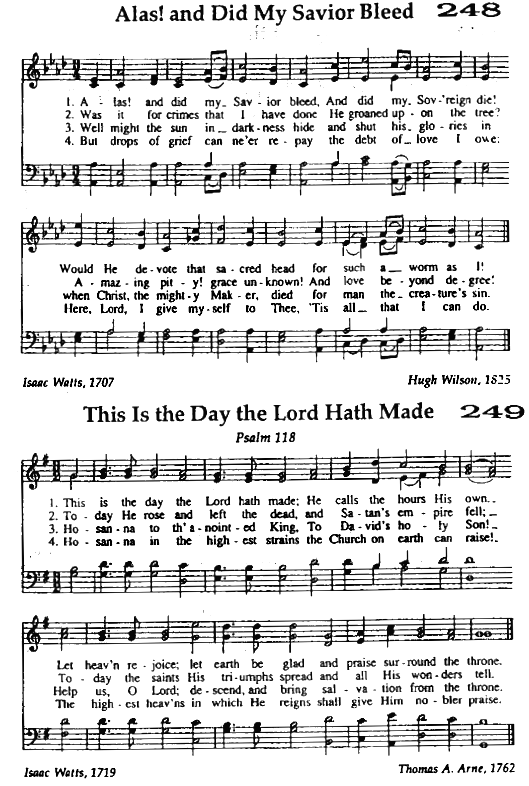 Alas! and Did My Savior Bleed 248
1. A - las! and did my_ Sav - ior bleed, And did my_ Sov-'reign die!
2. Was it for crimes that I have done He groaned up - on the tree?
3. Well might the sun in_ dark-ness hide and shut his_ glo - ries in
4. But drops of grief can ne'er re - pay the debt of_ love I owe:
Would He de-vote that sa-cred head for such a_ worm as I!
A - maz - ing pit - y! grace un-known! And love be - yond de-gree!
when Christ, the might-y Mak - er, died for man the_ crea-ture's sin.
Here, Lord, I give my-self to Thee, 'Tis all_ that I can do.
Isaac Watts, 1707 Hugh Wilson, 1825
This Is the Day the Lord Hath Made 249
Psalm 118
1. This is the day the Lord hath made; He calls the hours His own._
2. To - day He rose and left the dead, and Sa-tan's em - pire fell;_
3. Ho - san - na to th'a-noint-ed King, To Da-vid's ho - ly Son!_
4. Ho - san - na in the high-est strains the Church on earth can raise!_
Let heav'n re - joice; let earth be glad and praise sur-round the throne.
To - day the saints His tri-umphs spread and all His won-ders tell.
Help us, O Lord; de-scend, and bring sal - va - tion from the throne.
The high-est heav'ns in which He reigns shall give Him no-bler praise.
Isaac Watts, 1719 Thomas A. Arne, 1762